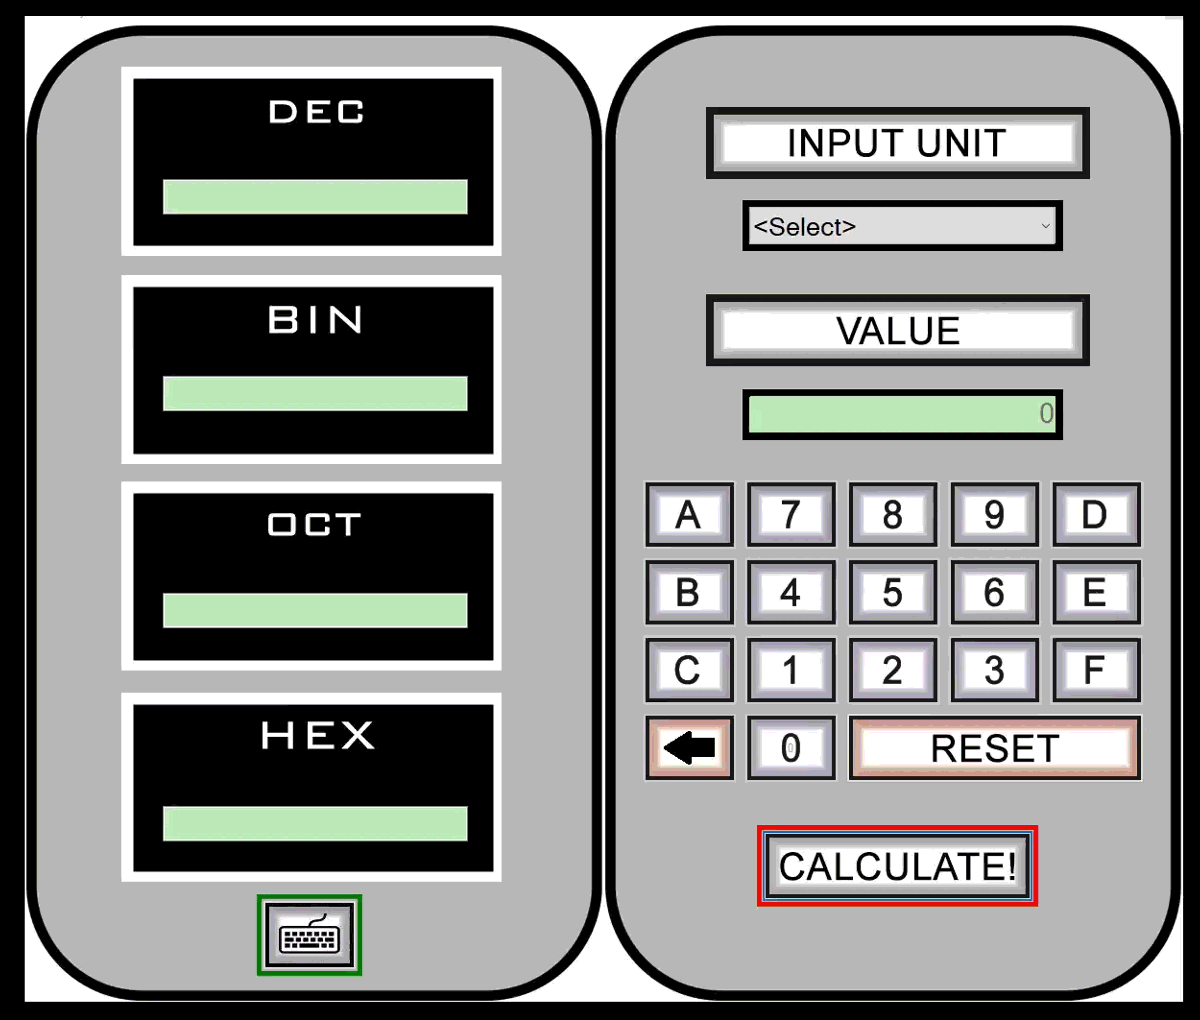 DEC
BIN
OCT
HEX
INPUT UNIT
<Select>
VALUE
0
A 7 8 9 D
B 4 5 6 E
C 1 2 3 F
0 RESET
CALCULATE!